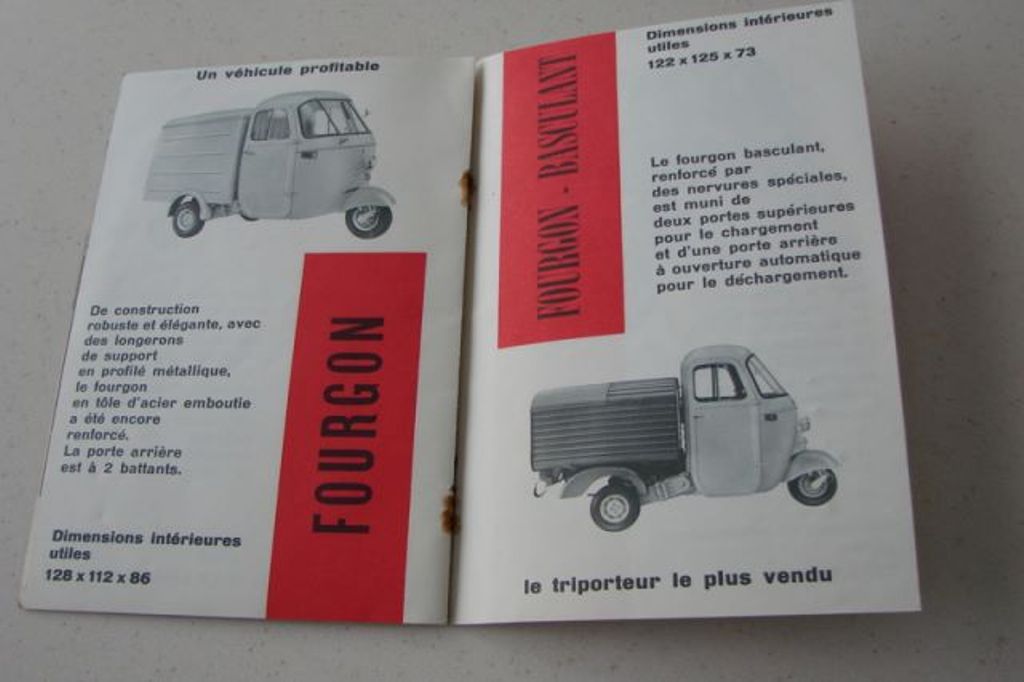 Un véhicule profitable
De construction
robuste et élégante, avec
des longerons
de support
en profilé métallique,
le fourgon
en tôle d'acier emboutie
a été encore
renforcé.
La porte arrière
est à 2 battants.
FOURGON
Dimensions intérieures
utiles
128 x 112 x 86
FOURGON - BASCULANT
Dimensions intérieures
utiles
122 x 125 x 73
Le fourgon basculant,
renforcé par
des nervures spéciales,
est muni de
deux portes supérieures
pour le chargement
et d'une porte arrière
à ouverture automatique
pour le déchargement.
le triporteur le plus vendu